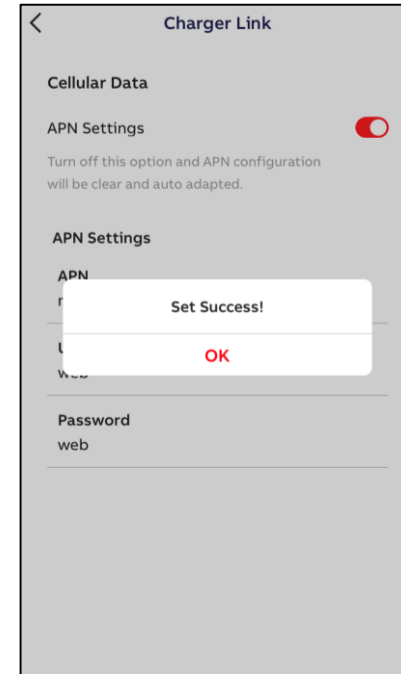 Charger Link
Cellular Data
APN Settings
Turn off this option and APN configuration
will be clear and auto adapted.
APN Settings
APN
Set Success!
OK
web
Password
web